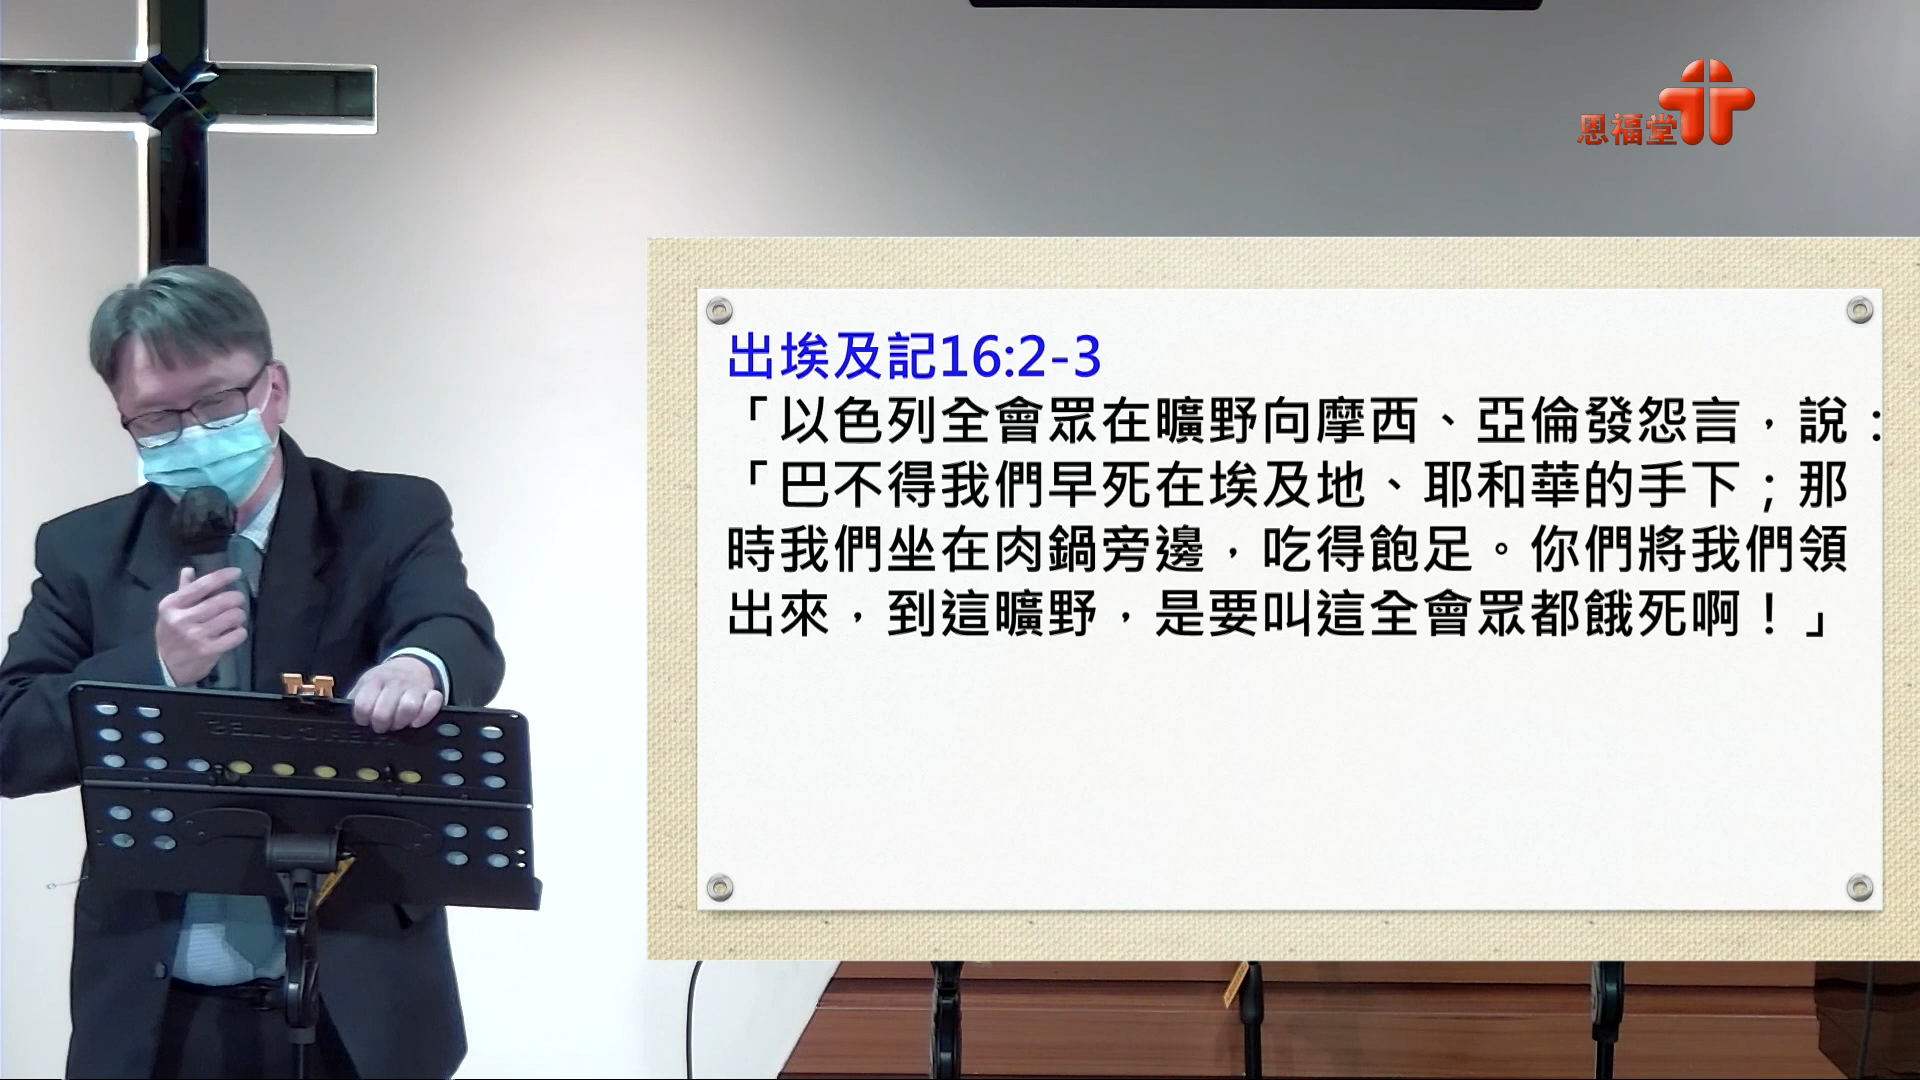 恩福堂
出埃及記16:2-3
「以色列全會眾在曠野向摩西、亞倫發怨言，說：
「巴不得我們早死在埃及地、耶和華的手下；那
時我們坐在肉鍋旁邊，吃得飽足。你們將我們領
出來，到這曠野，是要叫這全會眾都餓死啊！」